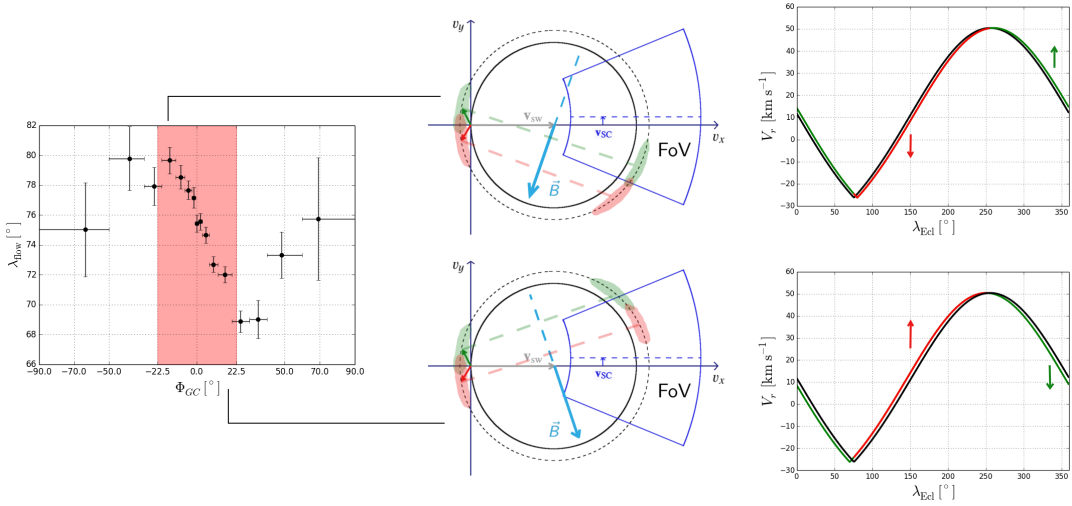 82
80
78
76
74
72
70
68
66
λ_flow [°]
-90.0 -50.0 -22.5 0.0 22.5 50.0 90.0
Φ_GC [°]
v_y
v_sw
v_SC
v_x
B⃗
FoV
v_y
v_sw
v_SC
v_x
B⃗
FoV
60
50
40
30
20
10
0
−10
−20
−30
V_r [km s⁻¹]
0 50 100 150 200 250 300 350
λ_Ecl [°]
60
50
40
30
20
10
0
−10
−20
−30
V_r [km s⁻¹]
0 50 100 150 200 250 300 350
λ_Ecl [°]